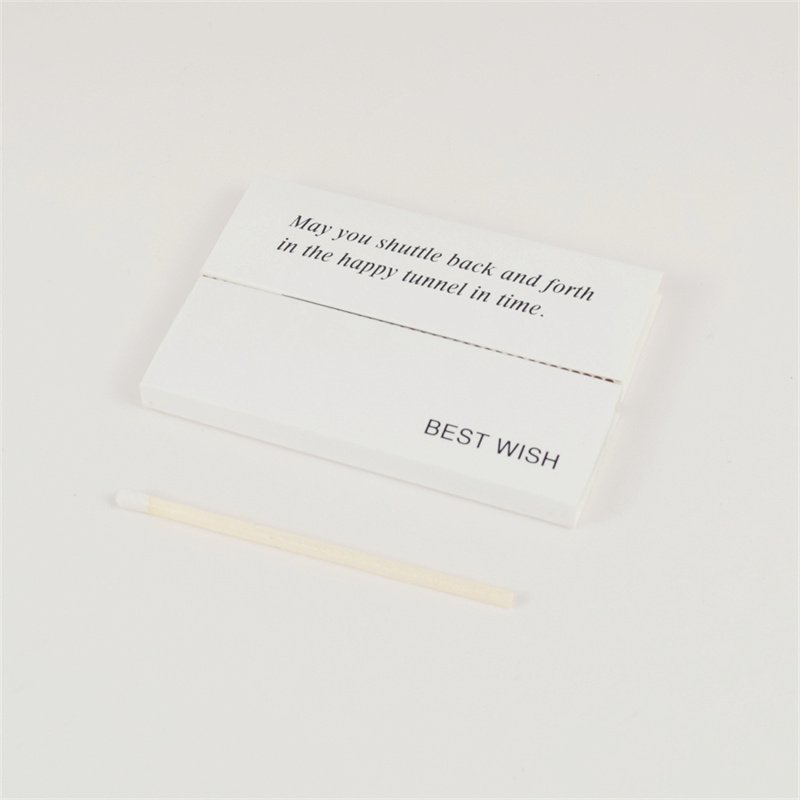 May you shuttle back and forth
in the happy tunnel in time.
BEST WISH